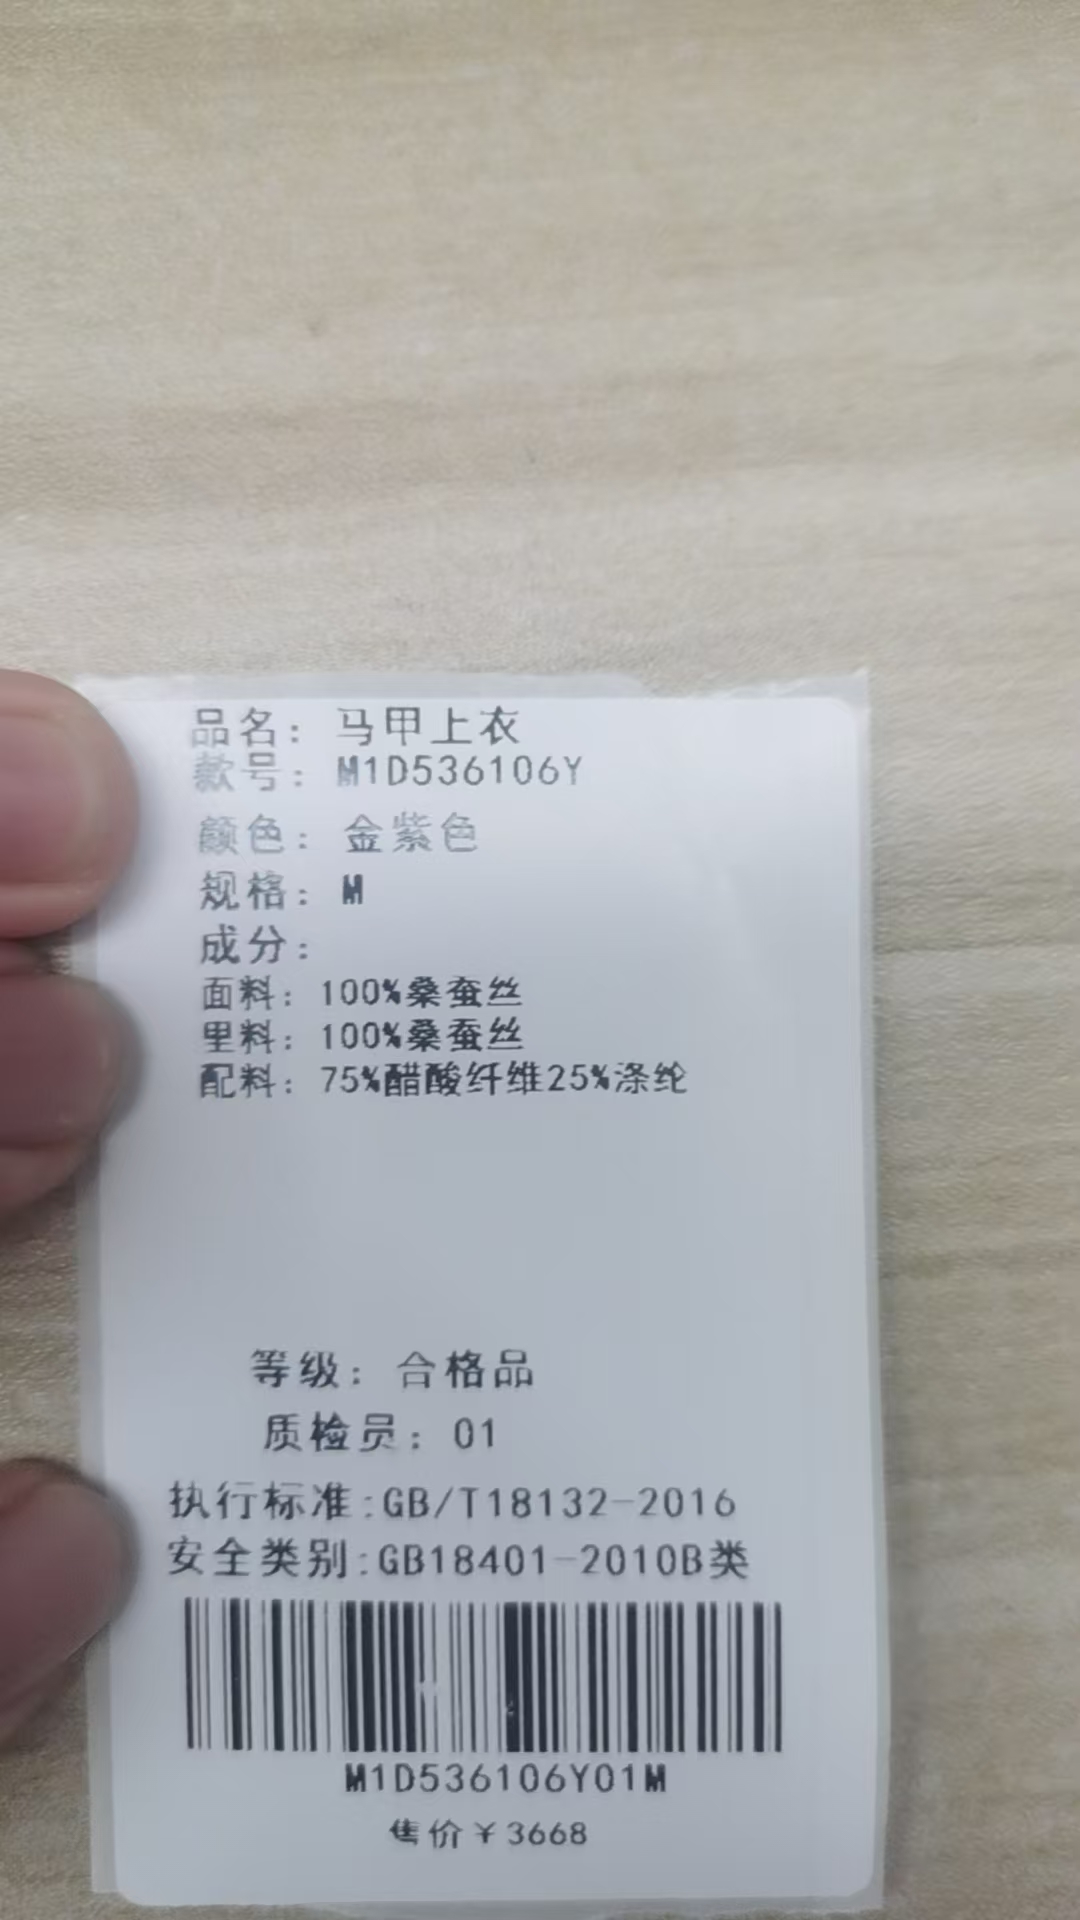 品名: 马甲上衣
款号: M1D536106Y
颜色: 金紫色
规格: M
成分:
面料: 100%桑蚕丝
里料: 100%桑蚕丝
配料: 75%醋酸纤维25%涤纶
等级: 合格品
质检员: 01
执行标准:GB/T18132-2016
安全类别:GB18401-2010B类
M1D536106Y01M
售价¥3668